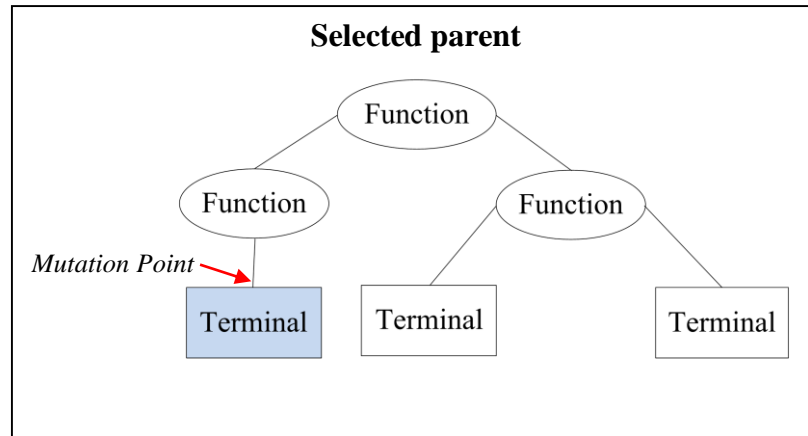 Selected parent
Function
Function
Function
Mutation Point
Terminal
Terminal
Terminal